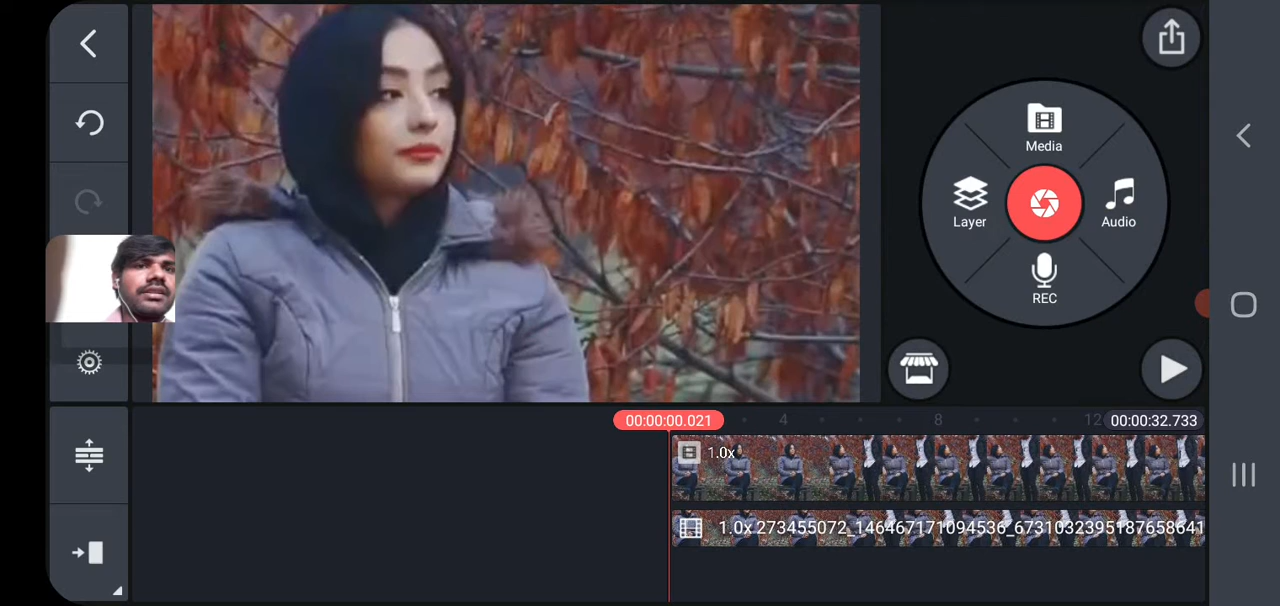 Media
Layer
Audio
REC
00:00:00.021
4
8
12
00:00:32.733
1.0x
1.0x 273455072_146467171094536_6731032395187658641